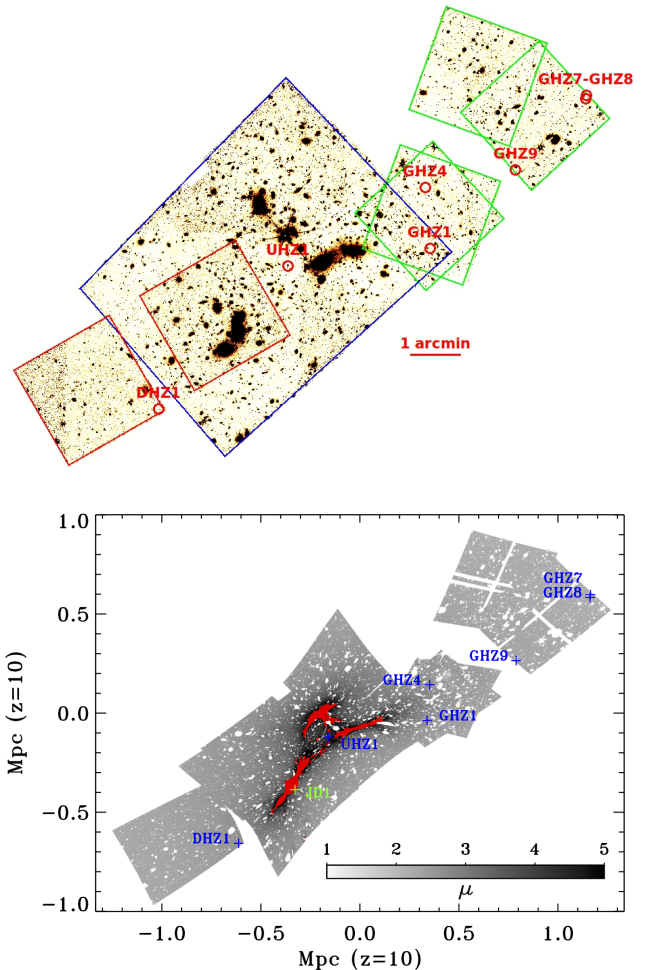 GHZ7-GHZ8
GHZ9
GHZ4
GHZ1
UHZ1
1 arcmin
DHZ1
1.0
0.5
0.0
−0.5
−1.0
Mpc (z=10)
GHZ7
GHZ8
GHZ9
GHZ4
GHZ1
UHZ1
JD1
DHZ1
1 2 3 4 5
μ
−1.0 −0.5 0.0 0.5 1.0
Mpc (z=10)